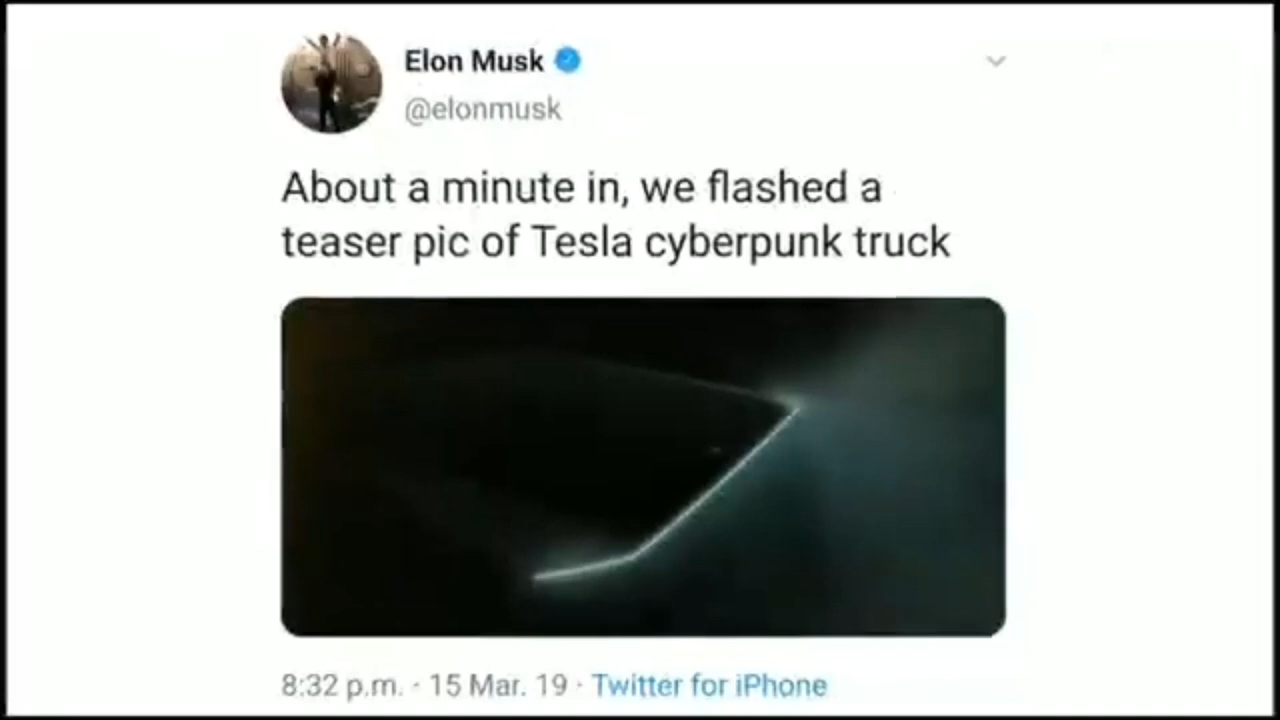 Elon Musk
@elonmusk
About a minute in, we flashed a
teaser pic of Tesla cyberpunk truck
8:32 p.m. · 15 Mar. 19 · Twitter for iPhone